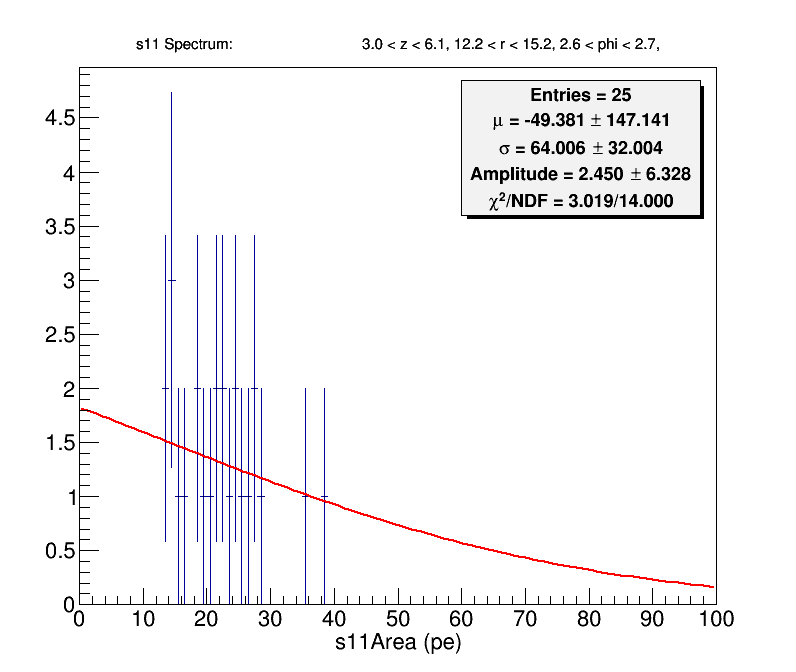 s11 Spectrum: 3.0 < z < 6.1, 12.2 < r < 15.2, 2.6 < phi < 2.7,
Entries = 25
μ = -49.381 ± 147.141
σ = 64.006 ± 32.004
Amplitude = 2.450 ± 6.328
χ²/NDF = 3.019/14.000
4.5
4
3.5
3
2.5
2
1.5
1
0.5
0
0 10 20 30 40 50 60 70 80 90 100
s11Area (pe)